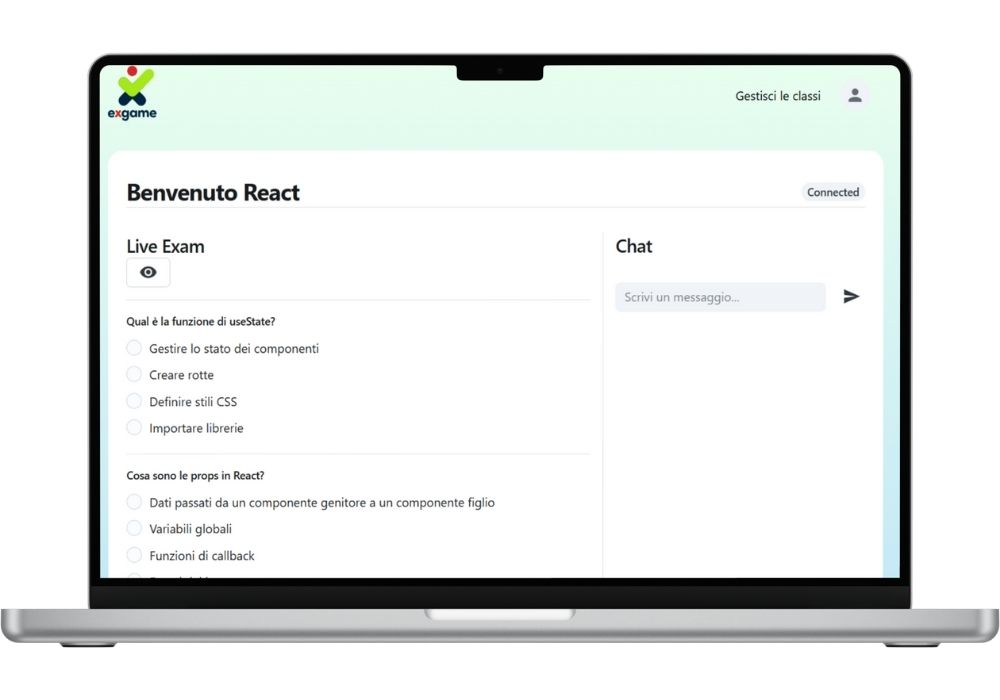 exgame
Gestisci le classi
Benvenuto React
Connected
Live Exam
Qual è la funzione di useState?
Gestire lo stato dei componenti
Creare rotte
Definire stili CSS
Importare librerie
Cosa sono le props in React?
Dati passati da un componente genitore a un componente figlio
Variabili globali
Funzioni di callback
Chat
Scrivi un messaggio...